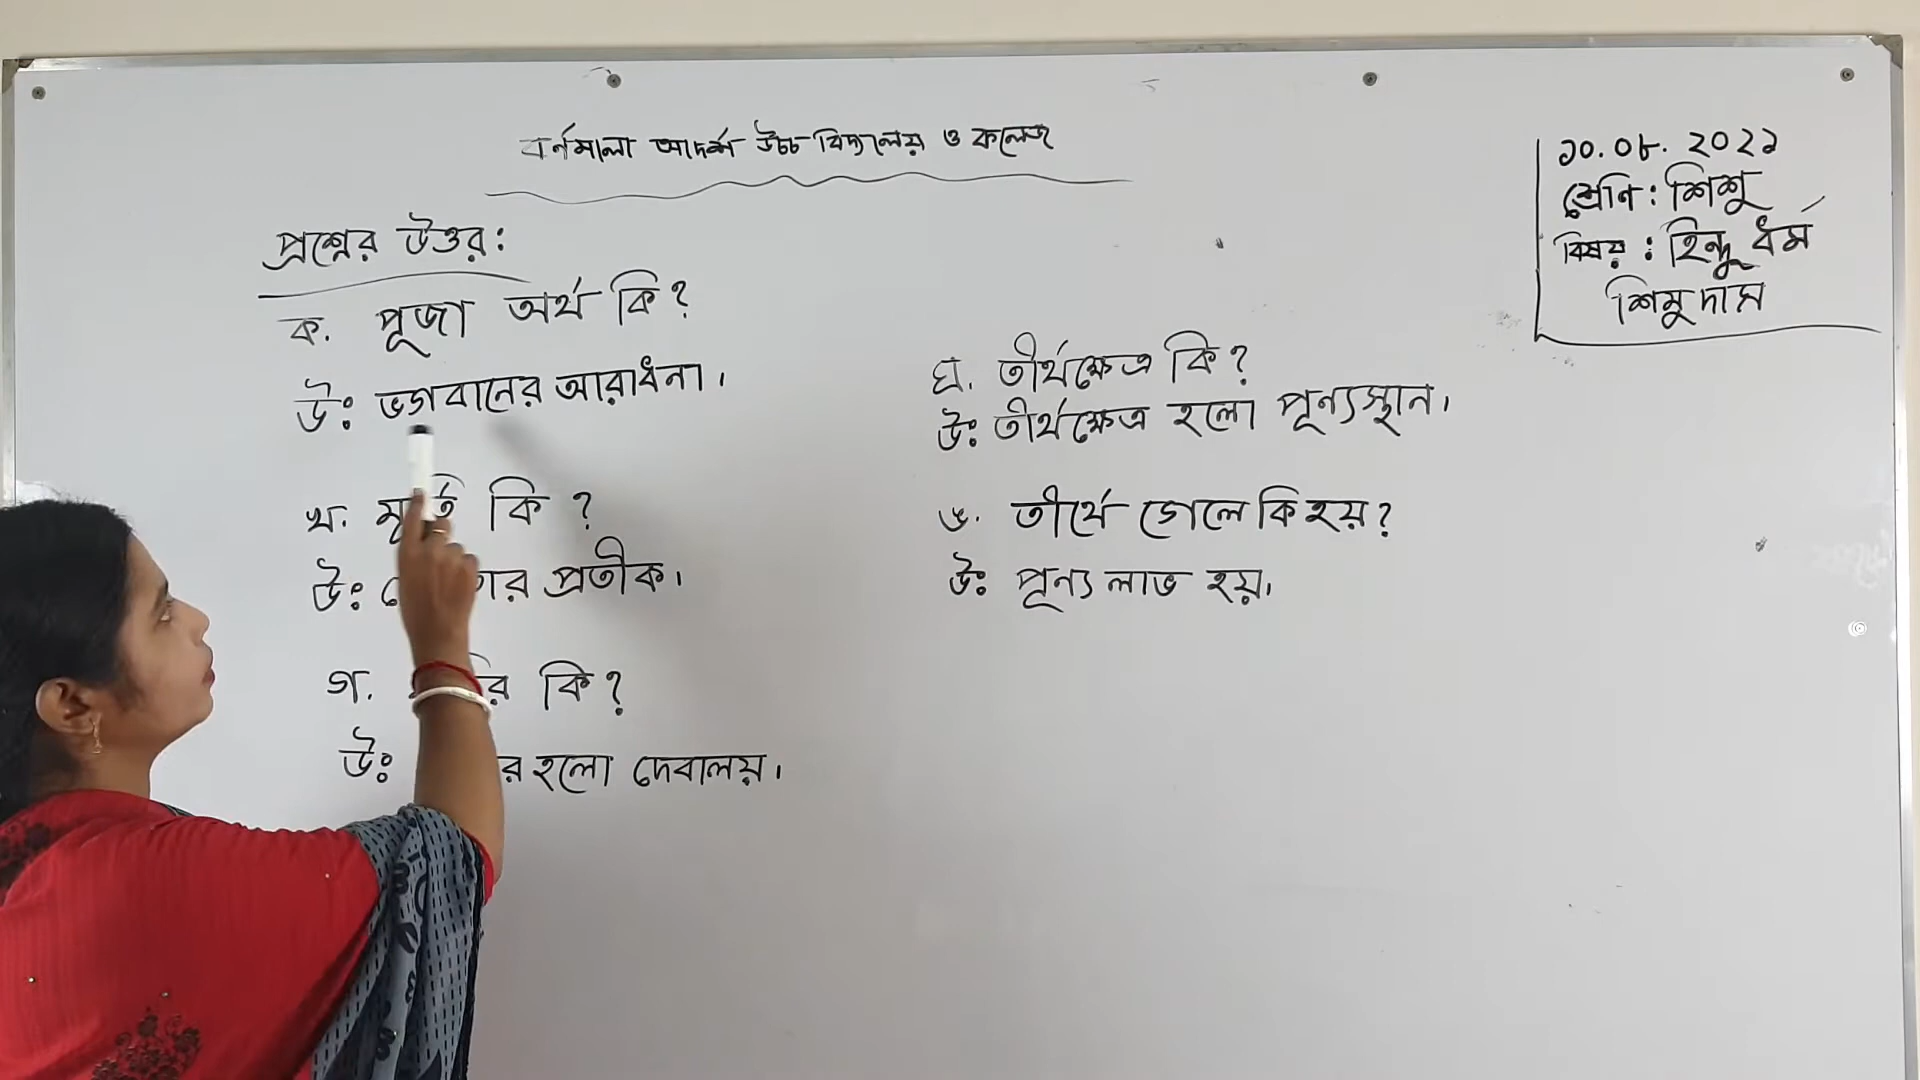 বর্ণমালা আদর্শ উচ্চ বিদ্যালয় ও কলেজ
১০.০৮.২০২১
শ্রেণি : শিশু
বিষয় : হিন্দু ধর্ম
শিমু দাস
প্রশ্নের উত্তর:
ক. পূজা অর্থ কি?
উঃ ভগবানের আরাধনা।
খ. কি ?
উঃ প্রতীক।
গ. কি?
উঃ হলো দেবালয়।
ঘ. তীর্থক্ষেত্র কি?
উঃ তীর্থক্ষেত্র হলো পূন্যস্থান।
ঙ. তীর্থে গেলে কি হয়?
উঃ পূন্য লাভ হয়।